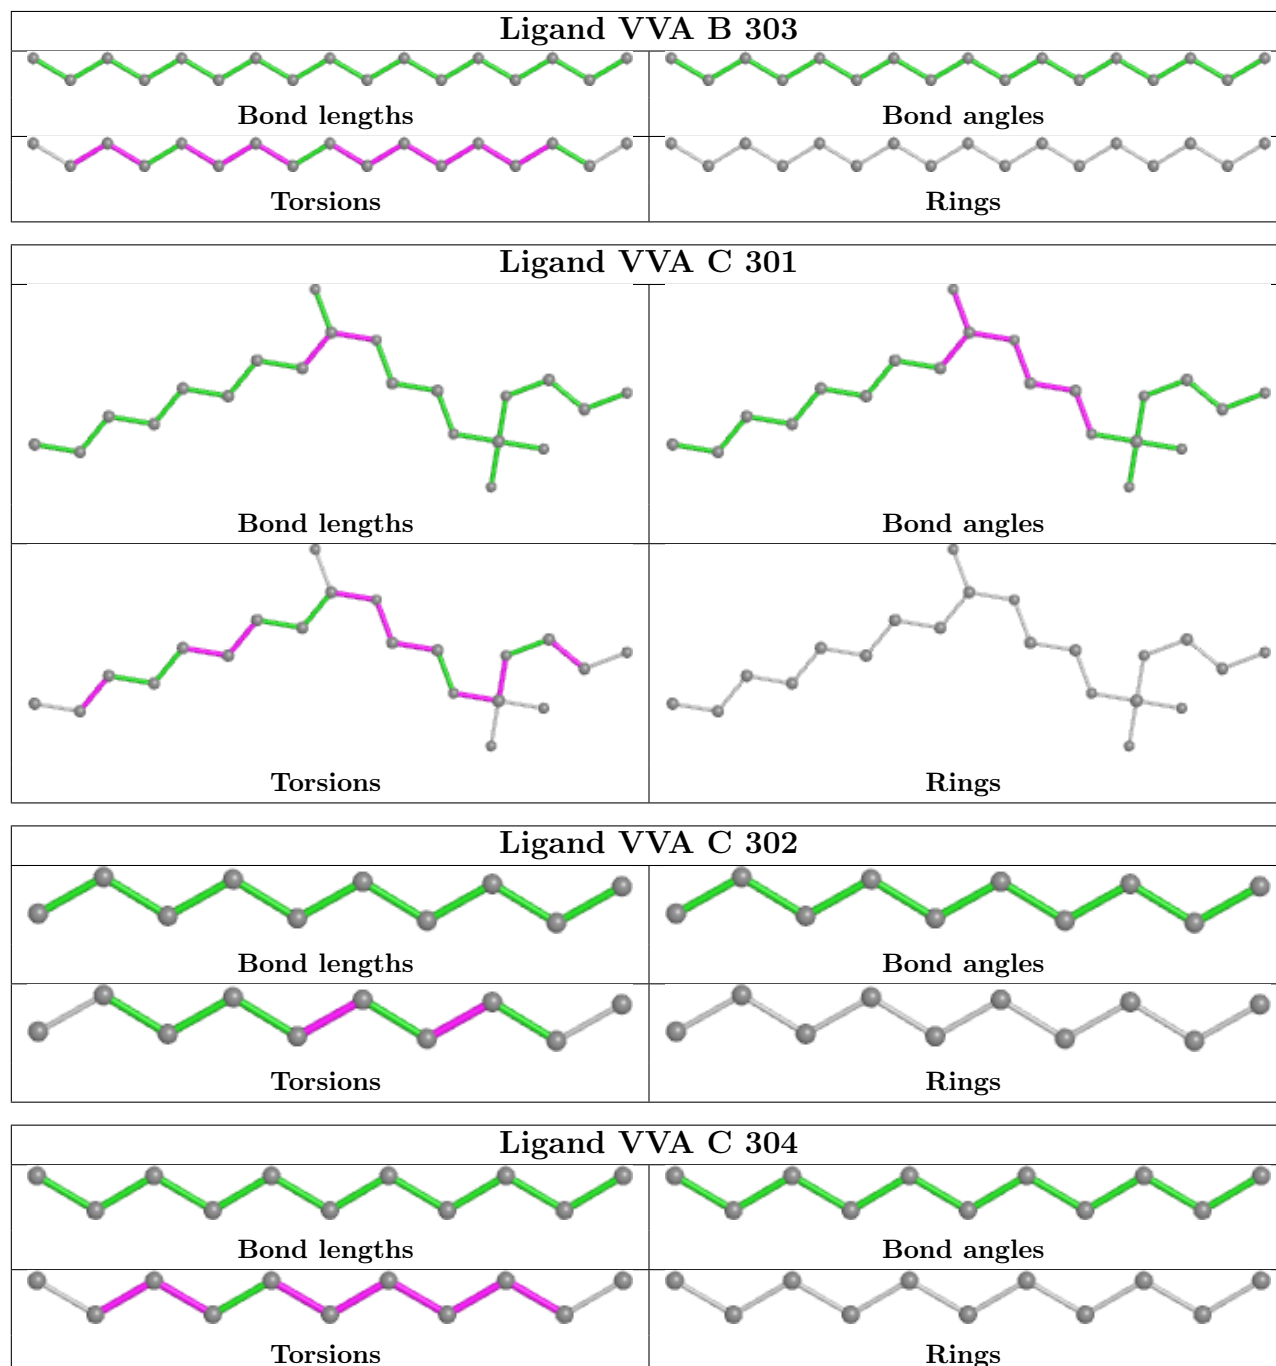 Ligand VVA B 303
Bond lengths
Bond angles
Torsions
Rings
Ligand VVA C 301
Bond lengths
Bond angles
Torsions
Rings
Ligand VVA C 302
Bond lengths
Bond angles
Torsions
Rings
Ligand VVA C 304
Bond lengths
Bond angles
Torsions
Rings